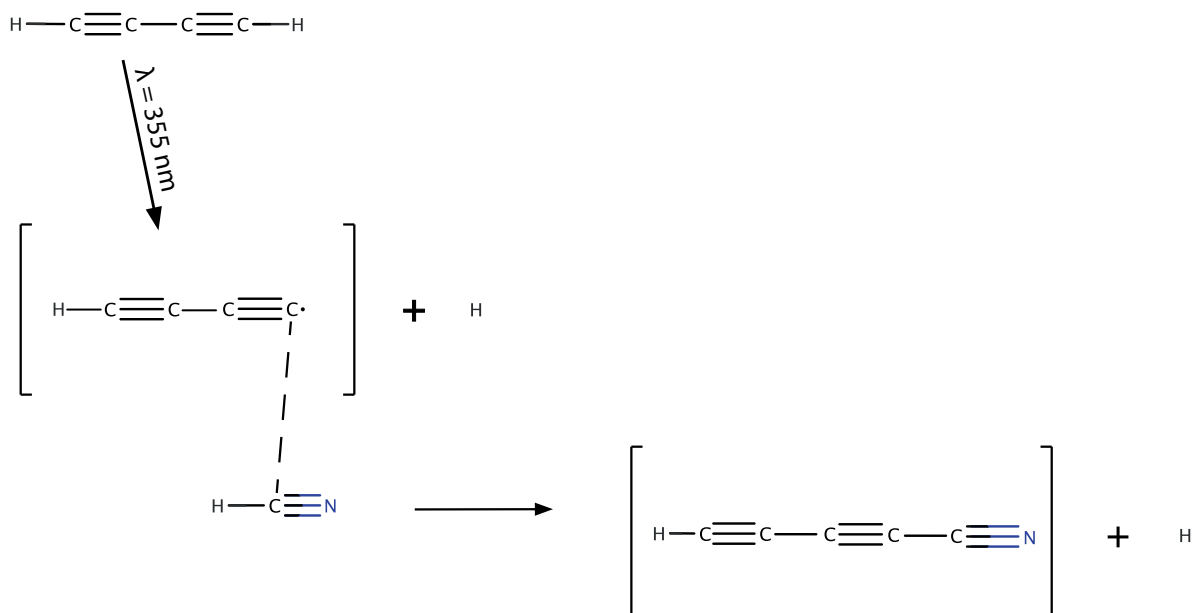 H C C C C H
λ = 355 nm
H C C C C· + H
H C N
H C C C C C N + H